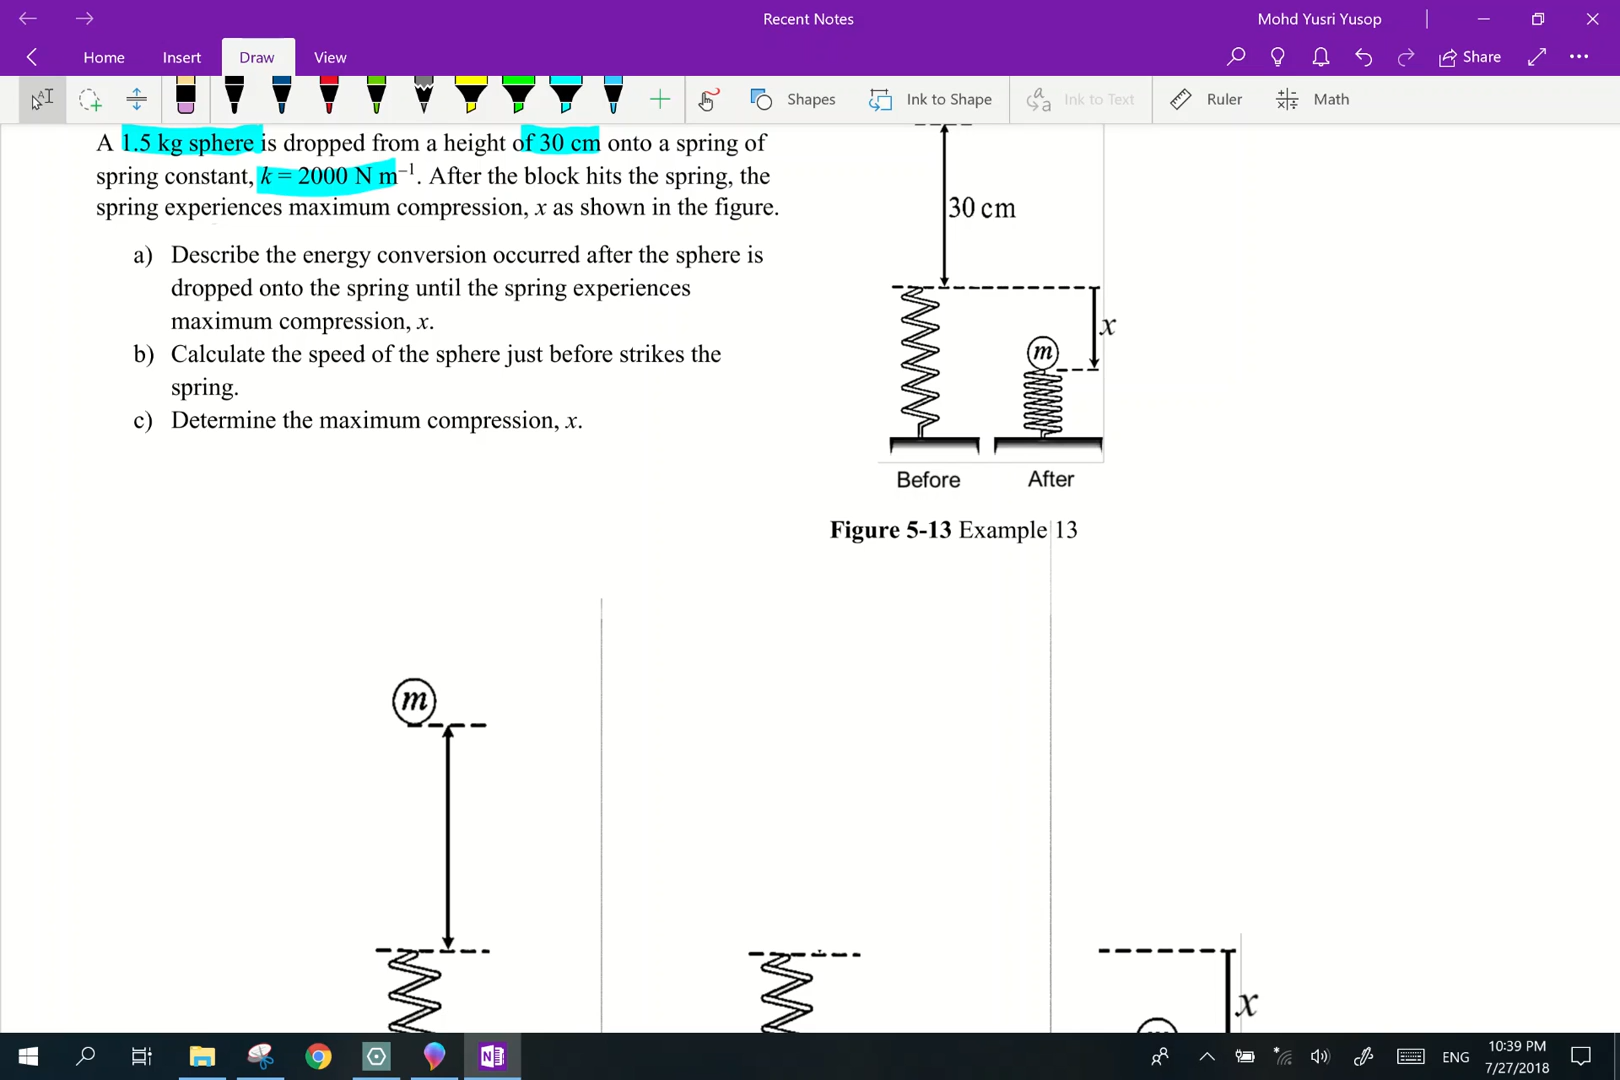 Recent Notes
Mohd Yusri Yusop
Home Insert Draw View
Share
Shapes Ink to Shape Ink to Text Ruler Math
A 1.5 kg sphere is dropped from a height of 30 cm onto a spring of
spring constant, k = 2000 N m⁻¹. After the block hits the spring, the
spring experiences maximum compression, x as shown in the figure.
a) Describe the energy conversion occurred after the sphere is
dropped onto the spring until the spring experiences
maximum compression, x.
b) Calculate the speed of the sphere just before strikes the
spring.
c) Determine the maximum compression, x.
30 cm
x
m
Before After
Figure 5-13 Example 13
m
x
ENG
10:39 PM
7/27/2018